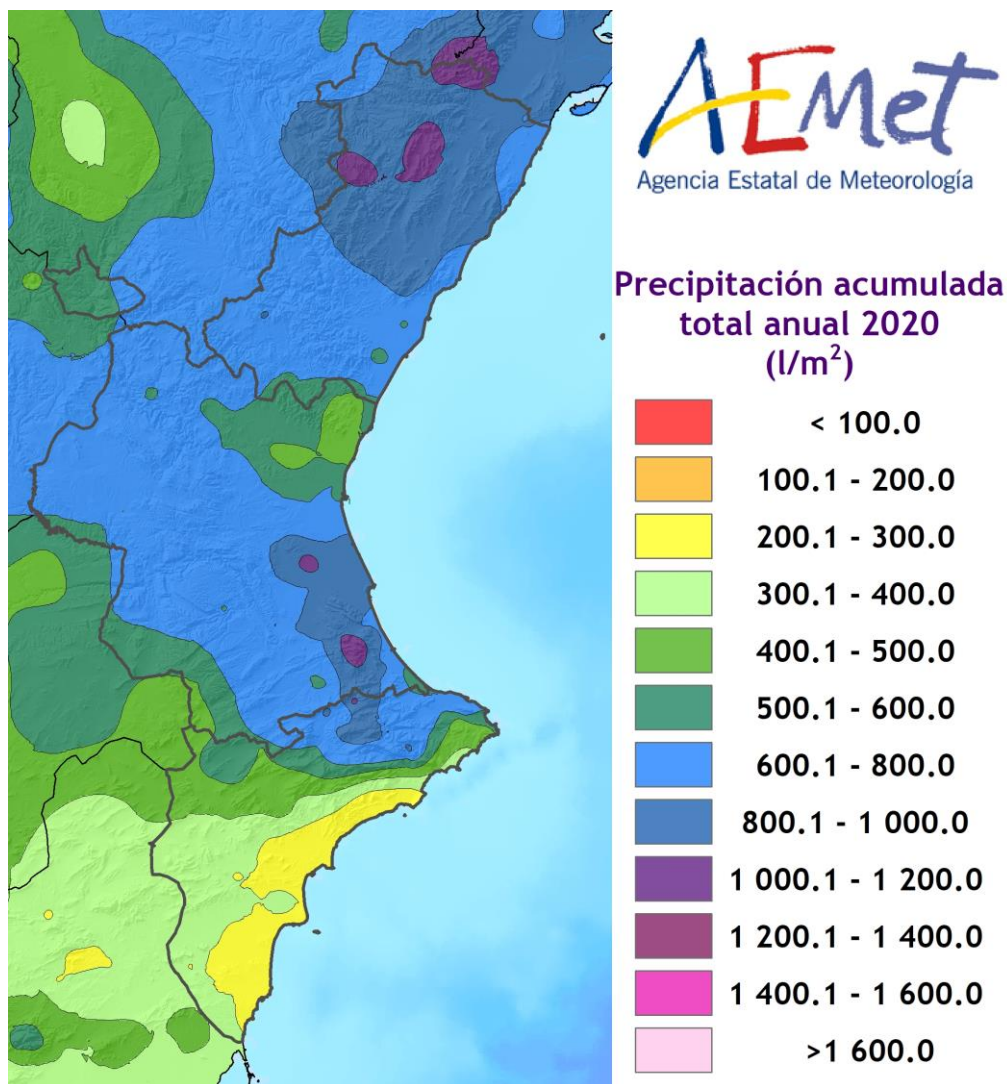 AEMet
Agencia Estatal de Meteorología
Precipitación acumulada
total anual 2020
(l/m²)
< 100.0
100.1 - 200.0
200.1 - 300.0
300.1 - 400.0
400.1 - 500.0
500.1 - 600.0
600.1 - 800.0
800.1 - 1 000.0
1 000.1 - 1 200.0
1 200.1 - 1 400.0
1 400.1 - 1 600.0
>1 600.0